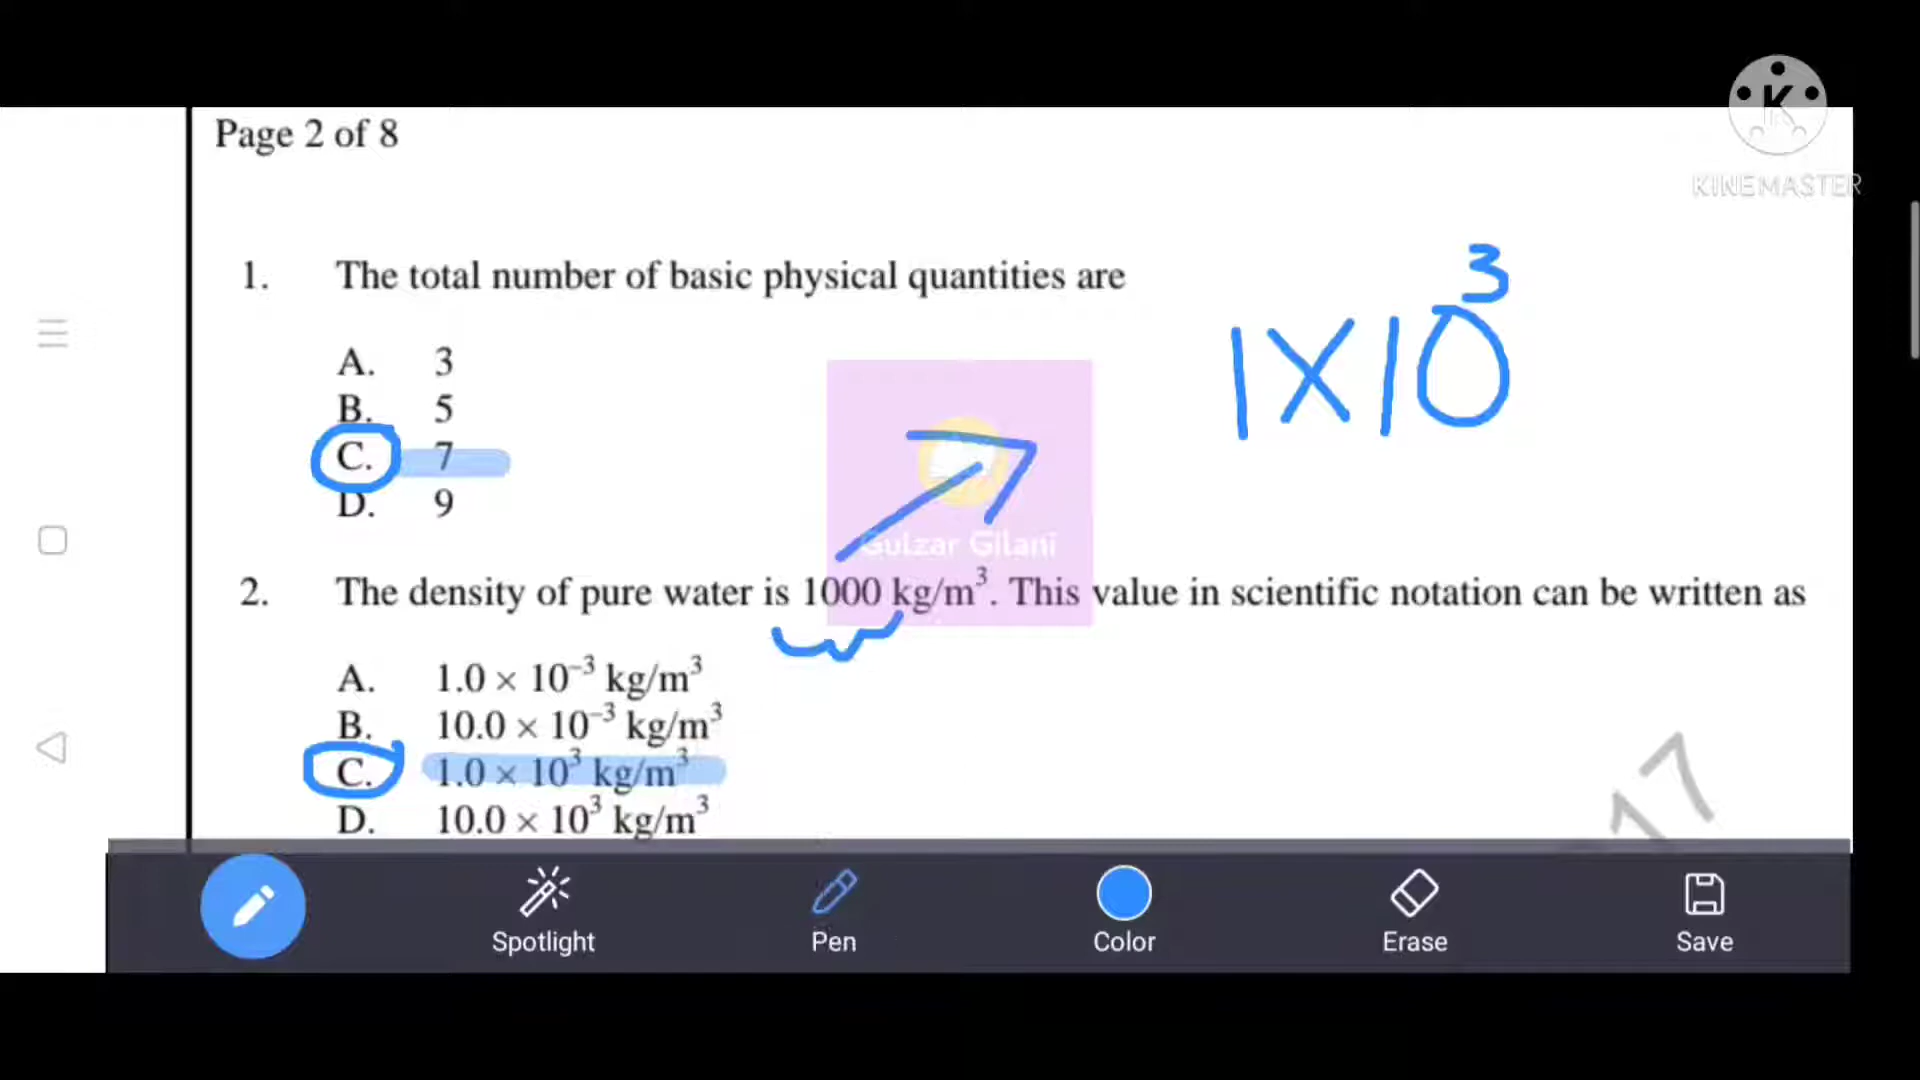 KINEMASTER
Page 2 of 8
1. The total number of basic physical quantities are
1 X 10³
A. 3
B. 5
C. 7
D. 9
Gulzar Gilani
2. The density of pure water is 1000 kg/m³. This value in scientific notation can be written as
A. 1.0 × 10⁻³ kg/m³
B. 10.0 × 10⁻³ kg/m³
C. 1.0 × 10³ kg/m³
D. 10.0 × 10³ kg/m³
17
Spotlight Pen Color Erase Save